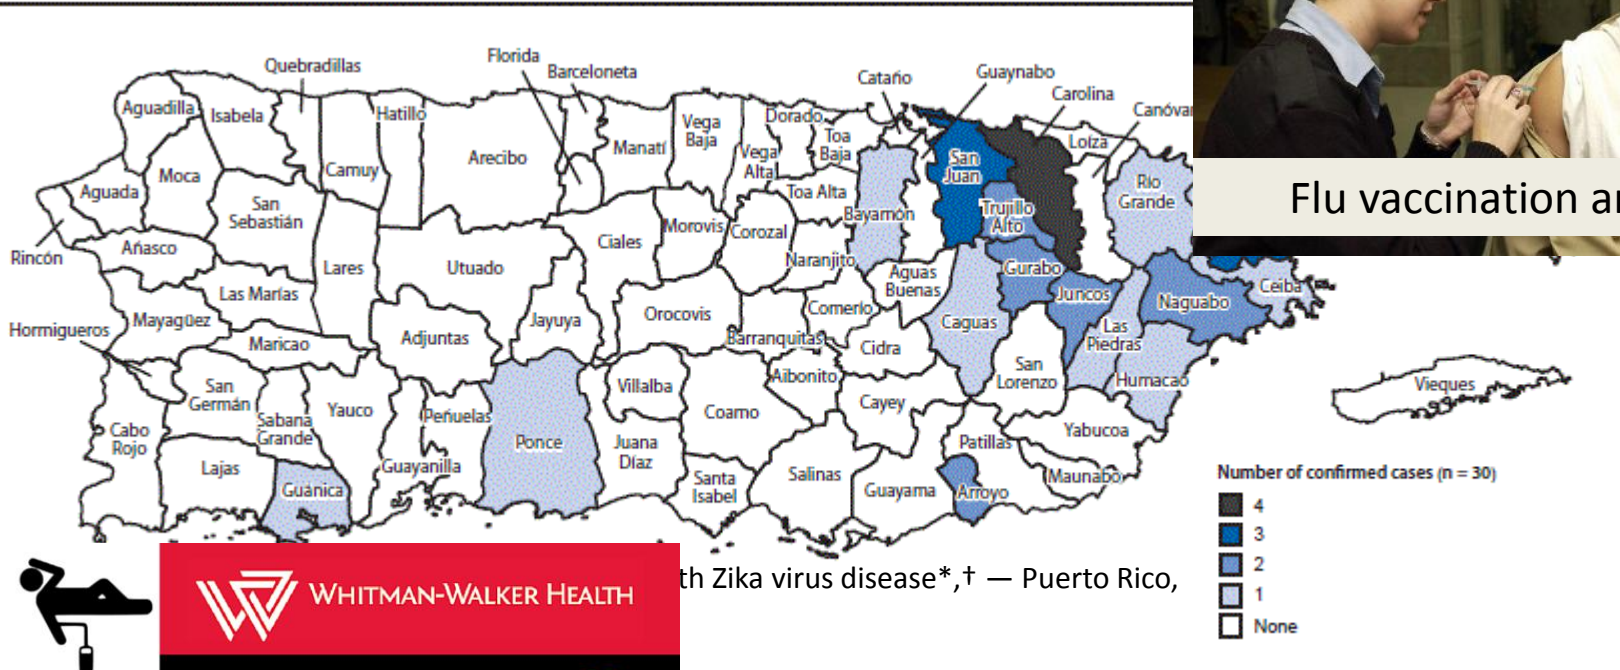 Quebradillas
Florida
Barceloneta
Cataño
Guaynabo
Carolina
Canóvar
Aguadilla
Isabela
Hatillo
Camuy
Arecibo
Manatí
Vega
Baja
Vega
Alta
Dorado
Toa
Baja
Toa Alta
Bayamón
San
Juan
Trujillo
Alto
Loíza
Río
Grande
Flu vaccination a
Aguada
Moca
San
Sebastián
Rincón
Añasco
Lares
Utuado
Ciales
Morovis
Corozal
Naranjito
Aguas
Buenas
Gurabo
Juncos
Naguabo
Ceiba
Las Marías
Hormigueros
Mayagüez
Maricao
Adjuntas
Jayuya
Orocovis
Barranquitas
Comerío
Cidra
Caguas
Las
Piedras
San
Lorenzo
Humacao
Vieques
San
Germán
Sabana
Grande
Yauco
Peñuelas
Ponce
Villalba
Coamo
Aibonito
Cayey
Cabo
Rojo
Lajas
Guánica
Guayanilla
Juana
Díaz
Santa
Isabel
Salinas
Guayama
Patillas
Arroyo
Yabucoa
Maunabo
Number of confirmed cases (n = 30)
4
3
2
1
None
WHITMAN-WALKER HEALTH
th Zika virus disease*,† — Puerto Rico,